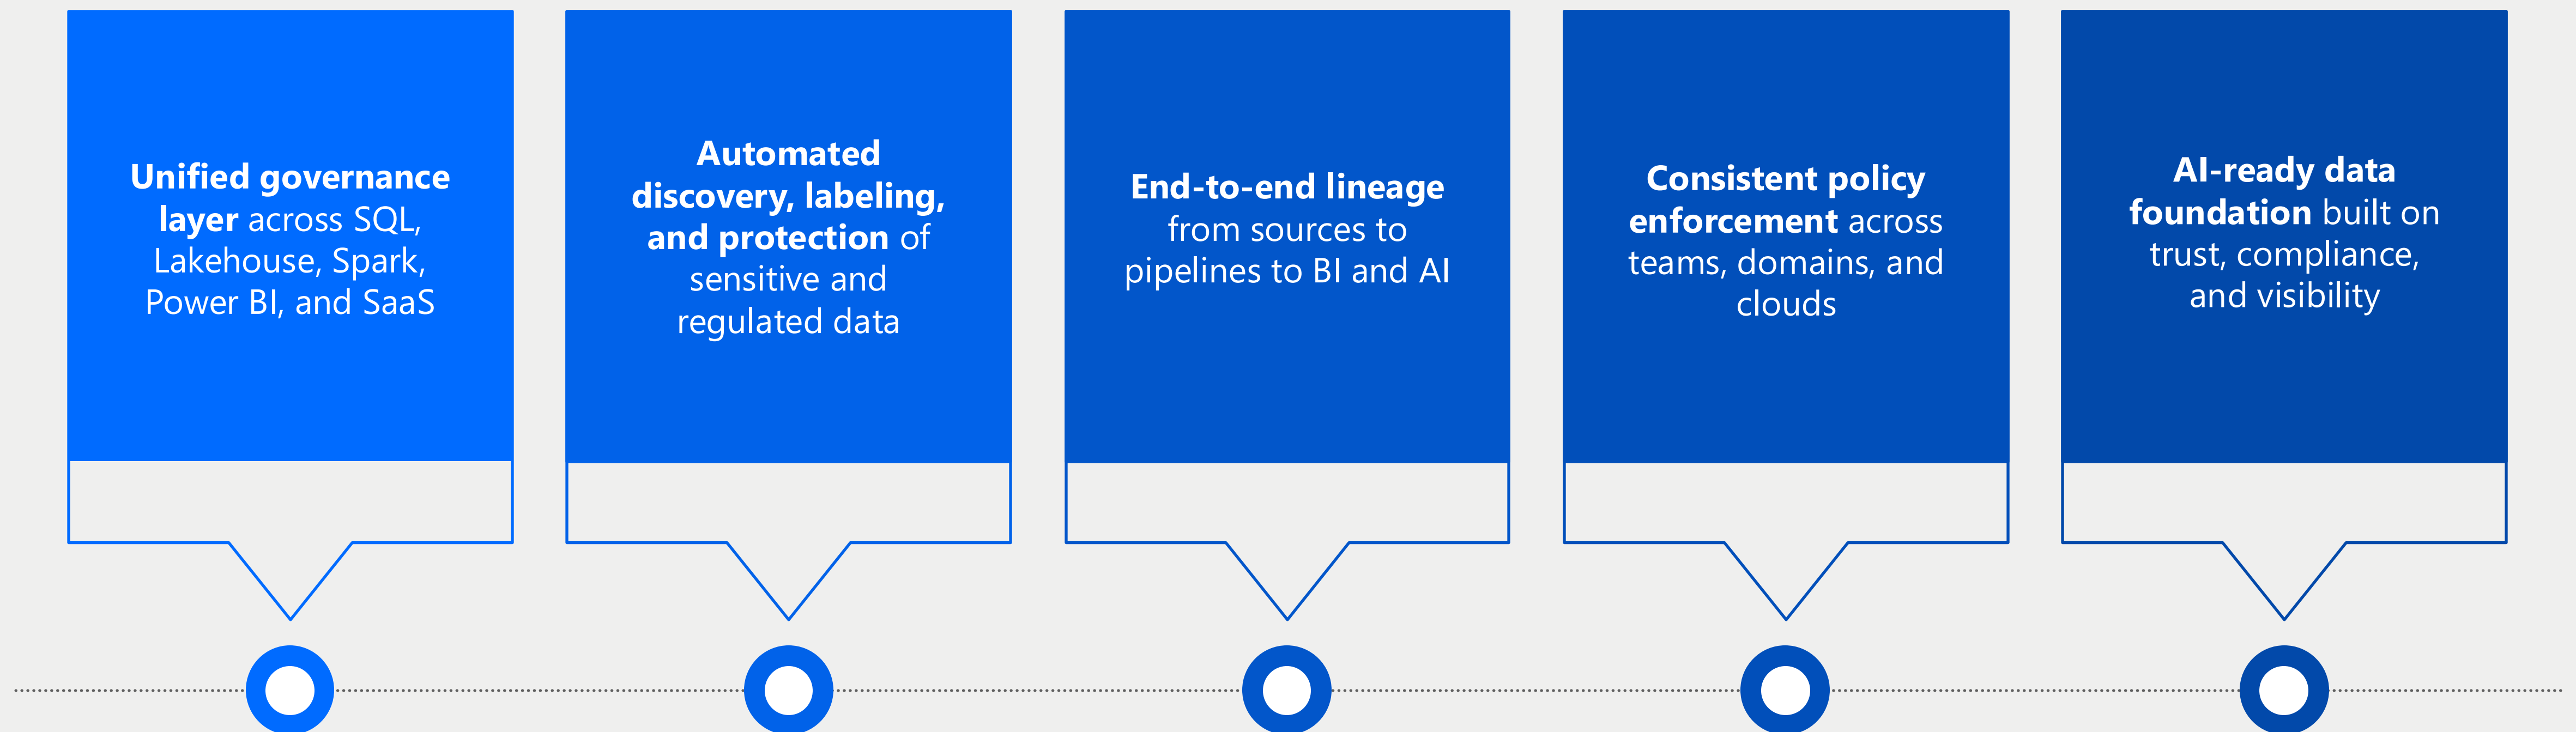 Unified governance
layer across SQL,
Lakehouse, Spark,
Power BI, and SaaS
Automated
discovery, labeling,
and protection of
sensitive and
regulated data
End-to-end lineage
from sources to
pipelines to BI and AI
Consistent policy
enforcement across
teams, domains, and
clouds
AI-ready data
foundation built on
trust, compliance,
and visibility